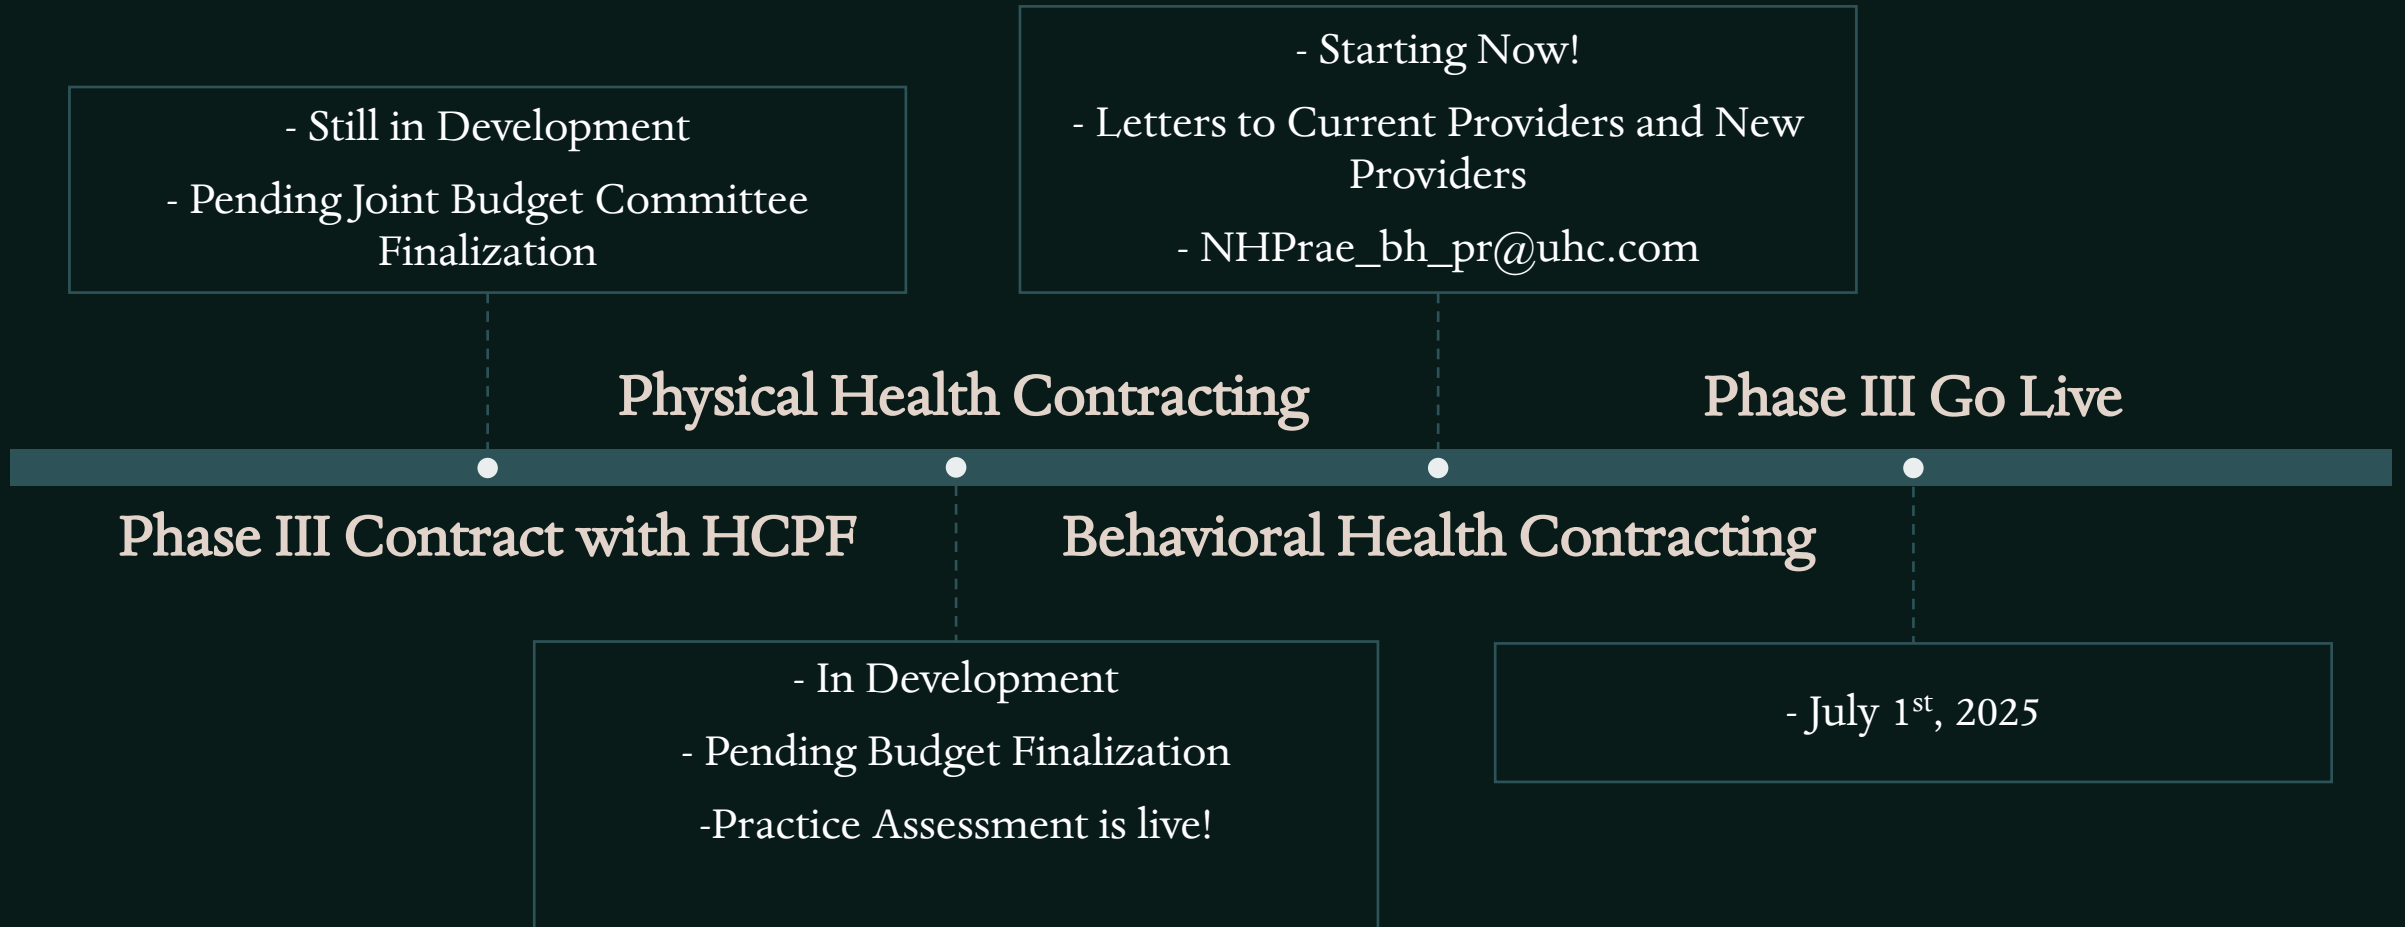 - Still in Development
- Pending Joint Budget Committee
Finalization
Phase III Contract with HCPF
Physical Health Contracting
- In Development
- Pending Budget Finalization
-Practice Assessment is live!
- Starting Now!
- Letters to Current Providers and New
Providers
- NHPrae_bh_pr@uhc.com
Behavioral Health Contracting
Phase III Go Live
- July 1st, 2025